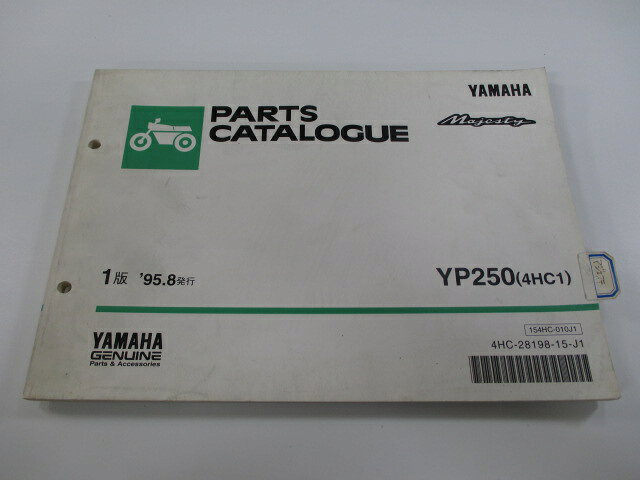 PARTS
CATALOGUE
YAMAHA
Majesty
1版 '95.8発行
YP250(4HC1)
YAMAHA
GENUINE
Parts & Accessories
154HC-010J1
4HC-28198-15-J1